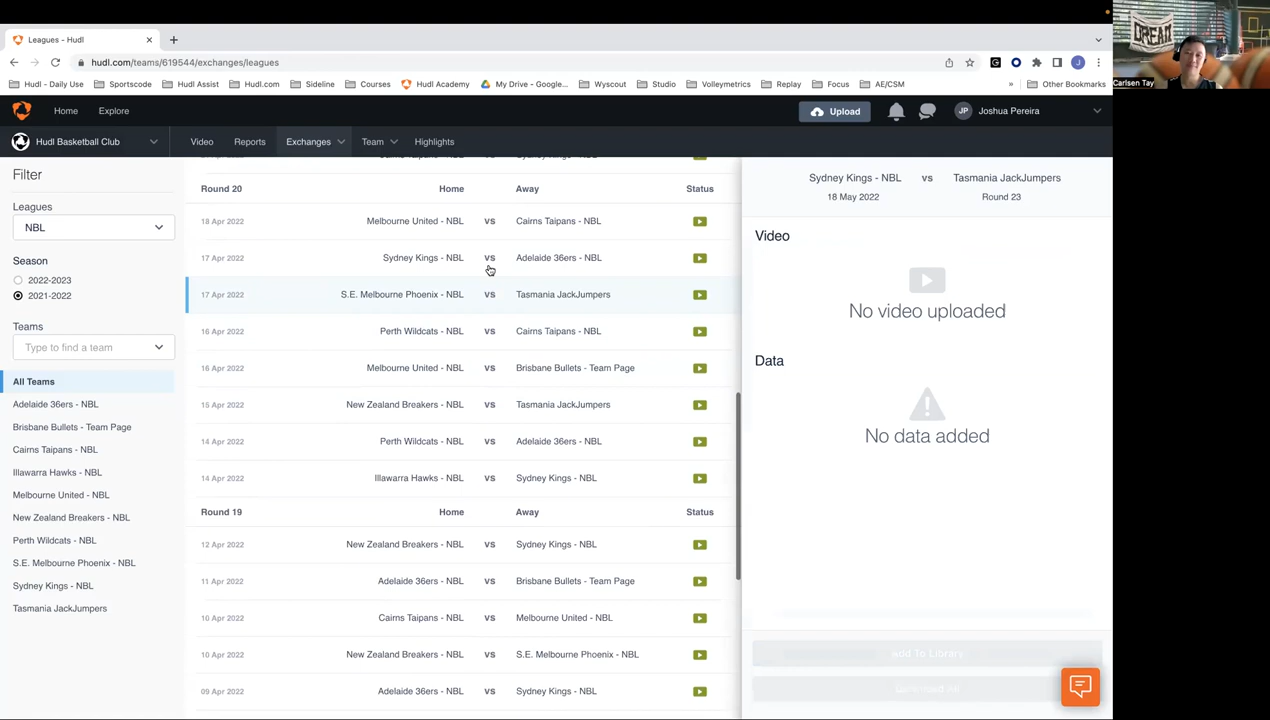 Leagues - Hudl
hudl.com/teams/619544/exchanges/leagues
Hudl - Daily Use Sportscode Hudl Assist Hudl.com Sideline Courses Hudl Academy My Drive - Google... Wyscout Studio Volleymetrics Replay Focus AE/CSM » Other Bookmarks
DREAM
Carlsen Tay
Home Explore Upload JP Joshua Pereira
Hudl Basketball Club Video Reports Exchanges Team Highlights
Filter
Leagues
NBL
Season
2022-2023
2021-2022
Teams
Type to find a team
All Teams
Adelaide 36ers - NBL
Brisbane Bullets - Team Page
Cairns Taipans - NBL
Illawarra Hawks - NBL
Melbourne United - NBL
New Zealand Breakers - NBL
Perth Wildcats - NBL
S.E. Melbourne Phoenix - NBL
Sydney Kings - NBL
Tasmania JackJumpers
Round 20 Home Away Status
18 Apr 2022 Melbourne United - NBL vs Cairns Taipans - NBL
17 Apr 2022 Sydney Kings - NBL vs Adelaide 36ers - NBL
17 Apr 2022 S.E. Melbourne Phoenix - NBL vs Tasmania JackJumpers
16 Apr 2022 Perth Wildcats - NBL vs Cairns Taipans - NBL
16 Apr 2022 Melbourne United - NBL vs Brisbane Bullets - Team Page
15 Apr 2022 New Zealand Breakers - NBL vs Tasmania JackJumpers
14 Apr 2022 Perth Wildcats - NBL vs Adelaide 36ers - NBL
14 Apr 2022 Illawarra Hawks - NBL vs Sydney Kings - NBL
Round 19 Home Away Status
12 Apr 2022 New Zealand Breakers - NBL vs Sydney Kings - NBL
11 Apr 2022 Adelaide 36ers - NBL vs Brisbane Bullets - Team Page
10 Apr 2022 Cairns Taipans - NBL vs Melbourne United - NBL
10 Apr 2022 New Zealand Breakers - NBL vs S.E. Melbourne Phoenix - NBL
09 Apr 2022 Adelaide 36ers - NBL vs Sydney Kings - NBL
Sydney Kings - NBL vs Tasmania JackJumpers
18 May 2022 Round 23
Video
No video uploaded
Data
No data added
Add To Library
Download All